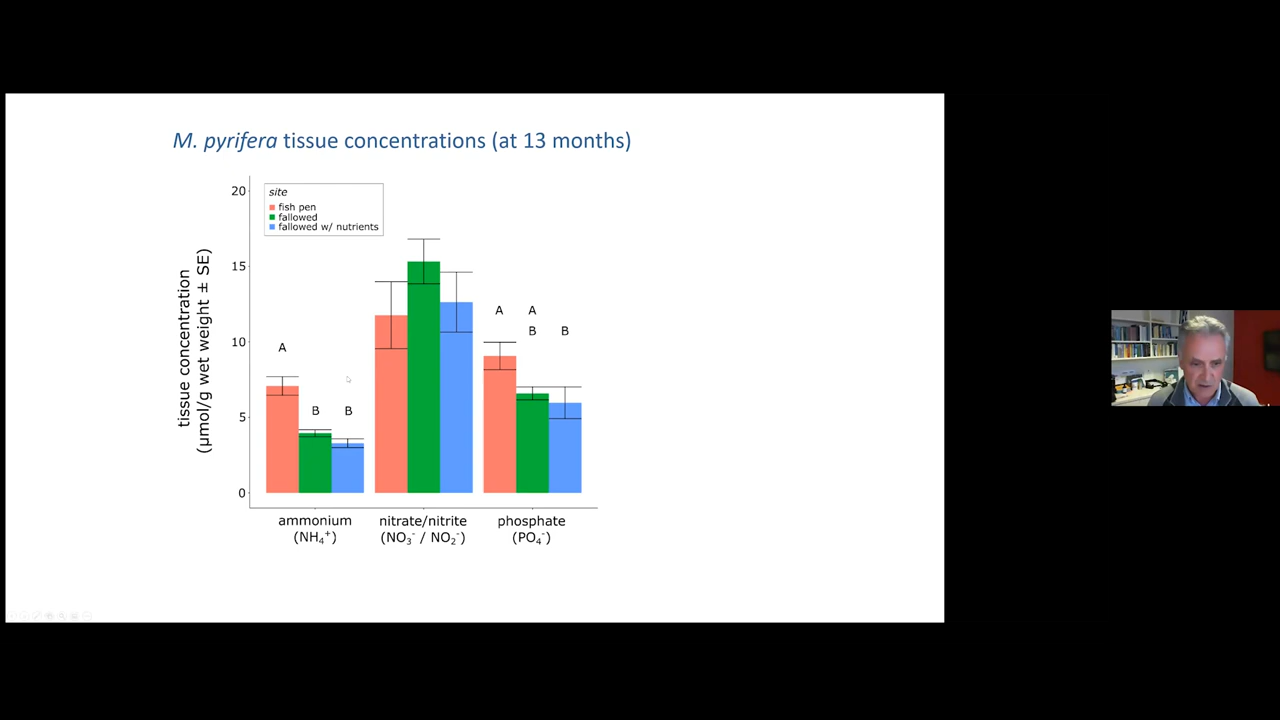 M. pyrifera tissue concentrations (at 13 months)
site
fish pen
fallowed
fallowed w/ nutrients
tissue concentration
(µmol/g wet weight ± SE)
20
15
10
5
0
A
B
B
A
A
B
B
ammonium
(NH₄⁺)
nitrate/nitrite
(NO₃⁻ / NO₂⁻)
phosphate
(PO₄⁻)